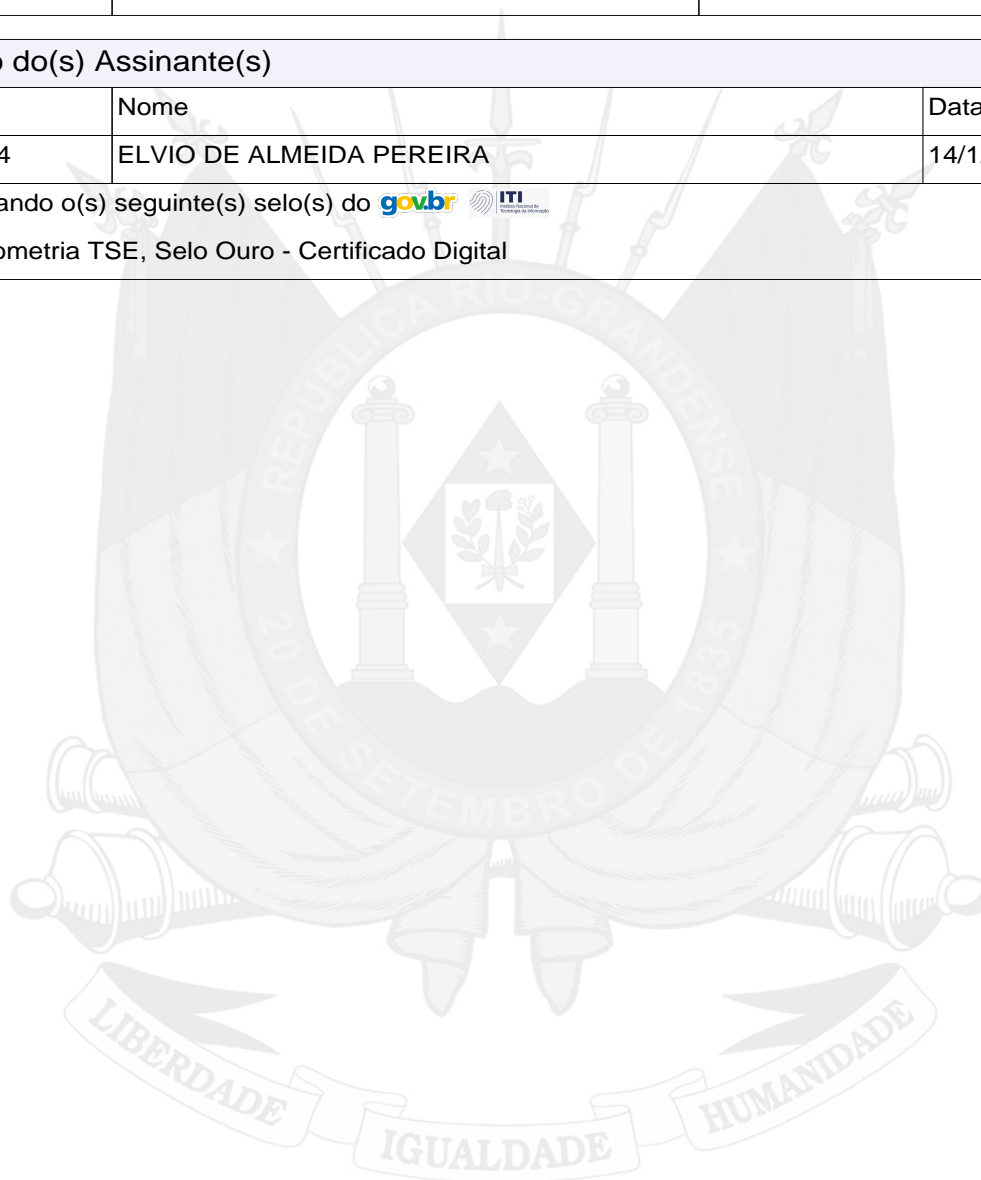 o do(s) Assinante(s)
Nome Data
4 ELVIO DE ALMEIDA PEREIRA 14/1
ando o(s) seguinte(s) selo(s) do gov.br ITI
ometria TSE, Selo Ouro - Certificado Digital
REPÚBLICA RIO-GRANDENSE
20 DE SETEMBRO DE 1835
LIBERDADE IGUALDADE HUMANIDADE